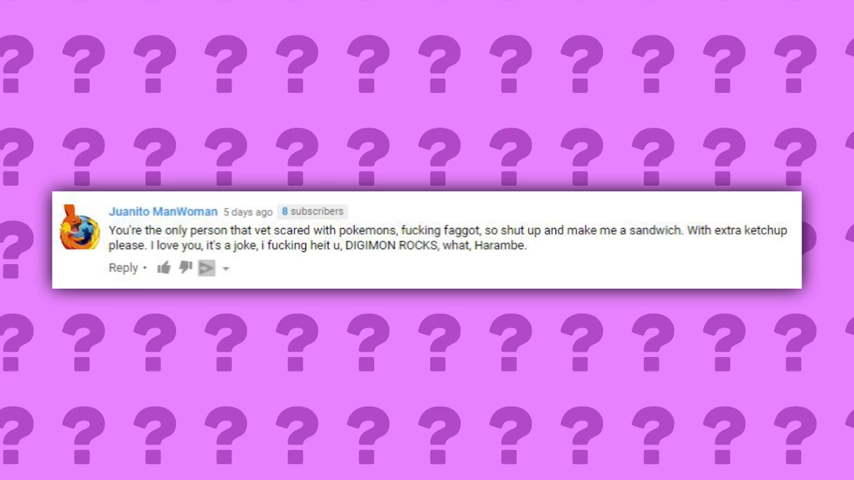 Juanito ManWoman 5 days ago 8 subscribers
You're the only person that vet scared with pokemons, fucking faggot, so shut up and make me a sandwich. With extra ketchup
please. I love you, it's a joke, i fucking heit u, DIGIMON ROCKS, what, Harambe.
Reply •